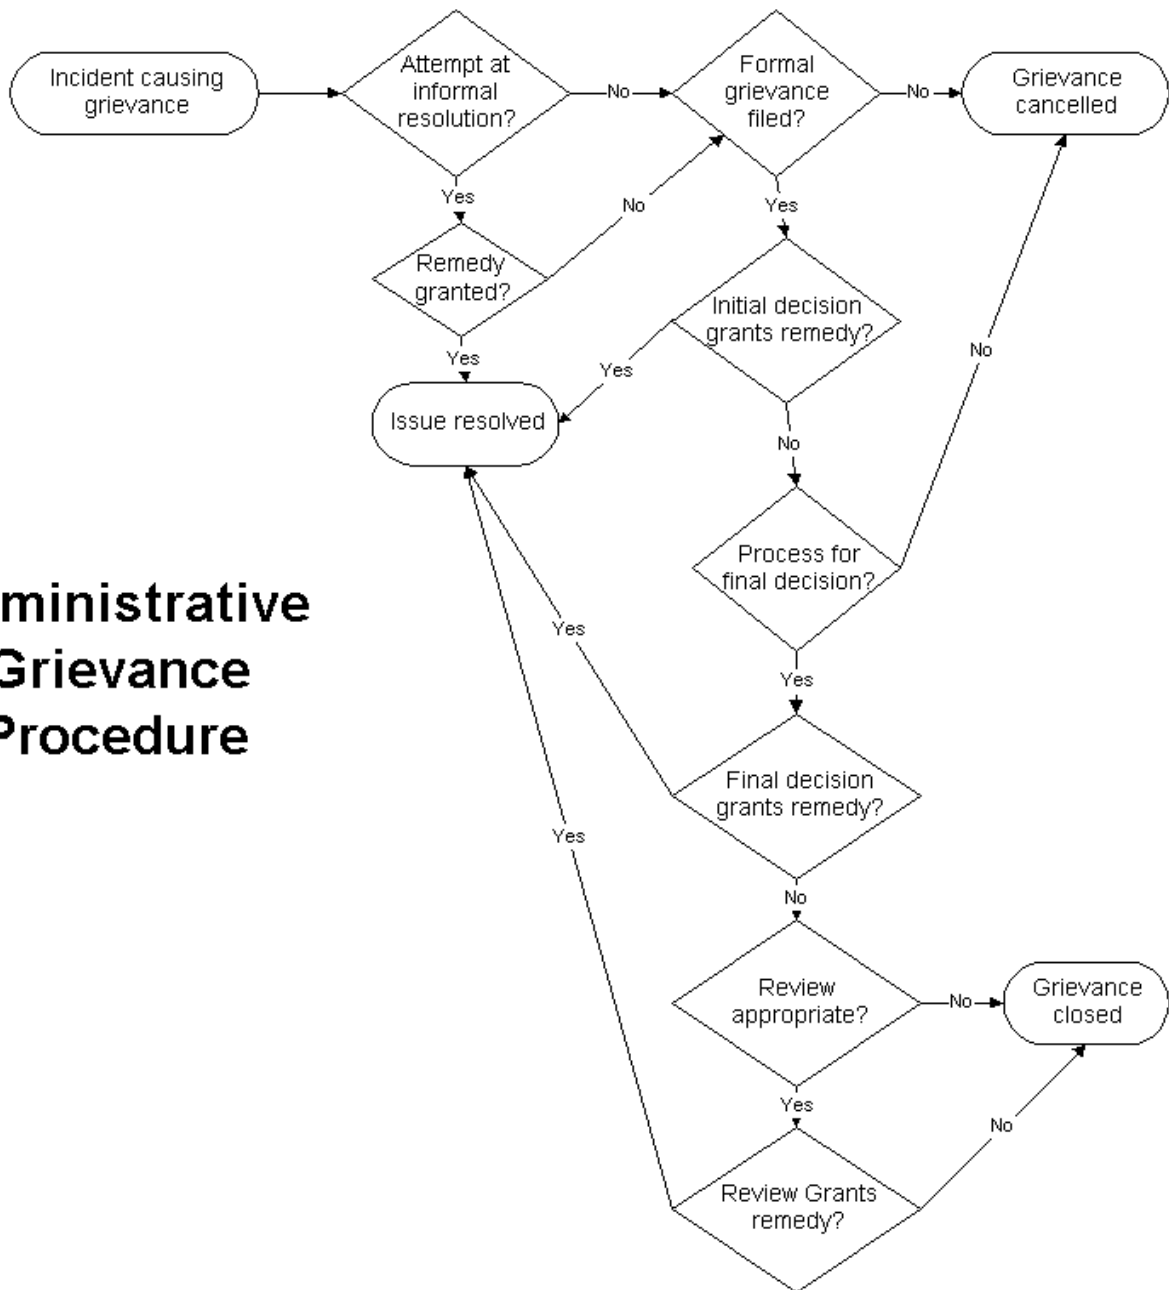 Incident causing
grievance
Attempt at
informal
resolution?
No
Formal
grievance
filed?
No
Grievance
cancelled
Yes
No
Yes
Remedy
granted?
Initial decision
grants remedy?
Yes
Yes
No
Issue resolved
No
Process for
final decision?
ministrative
Grievance
Procedure
Yes
Yes
Final decision
grants remedy?
Yes
No
Review
appropriate?
No
Grievance
closed
Yes
No
Review Grants
remedy?